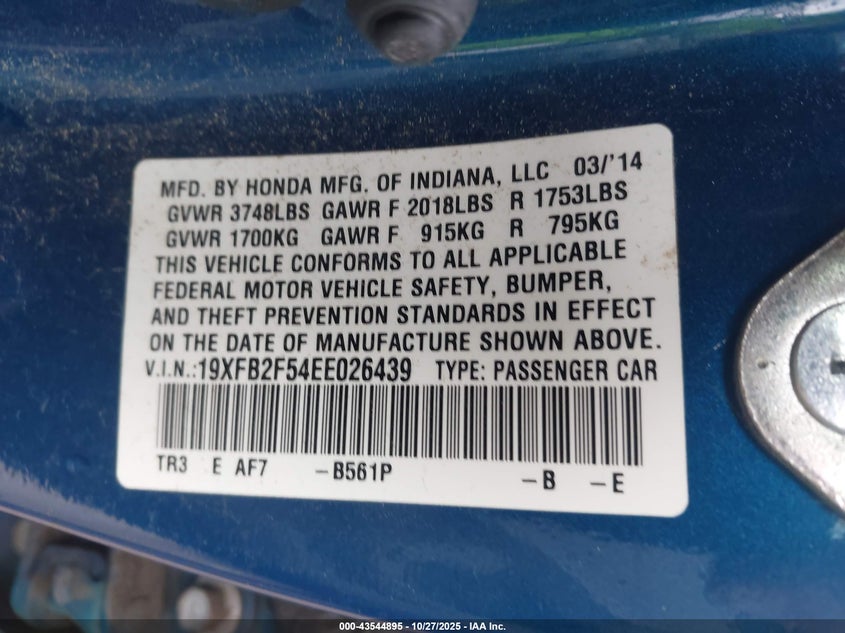 MFD. BY HONDA MFG. OF INDIANA, LLC 03/'14
GVWR 3748LBS GAWR F 2018LBS R 1753LBS
GVWR 1700KG GAWR F 915KG R 795KG
THIS VEHICLE CONFORMS TO ALL APPLICABLE
FEDERAL MOTOR VEHICLE SAFETY, BUMPER,
AND THEFT PREVENTION STANDARDS IN EFFECT
ON THE DATE OF MANUFACTURE SHOWN ABOVE.
V.I.N.:19XFB2F54EE026439 TYPE: PASSENGER CAR
TR3 E AF7 –B561P –B –E
000-43544895 - 10/27/2025 - IAA Inc.